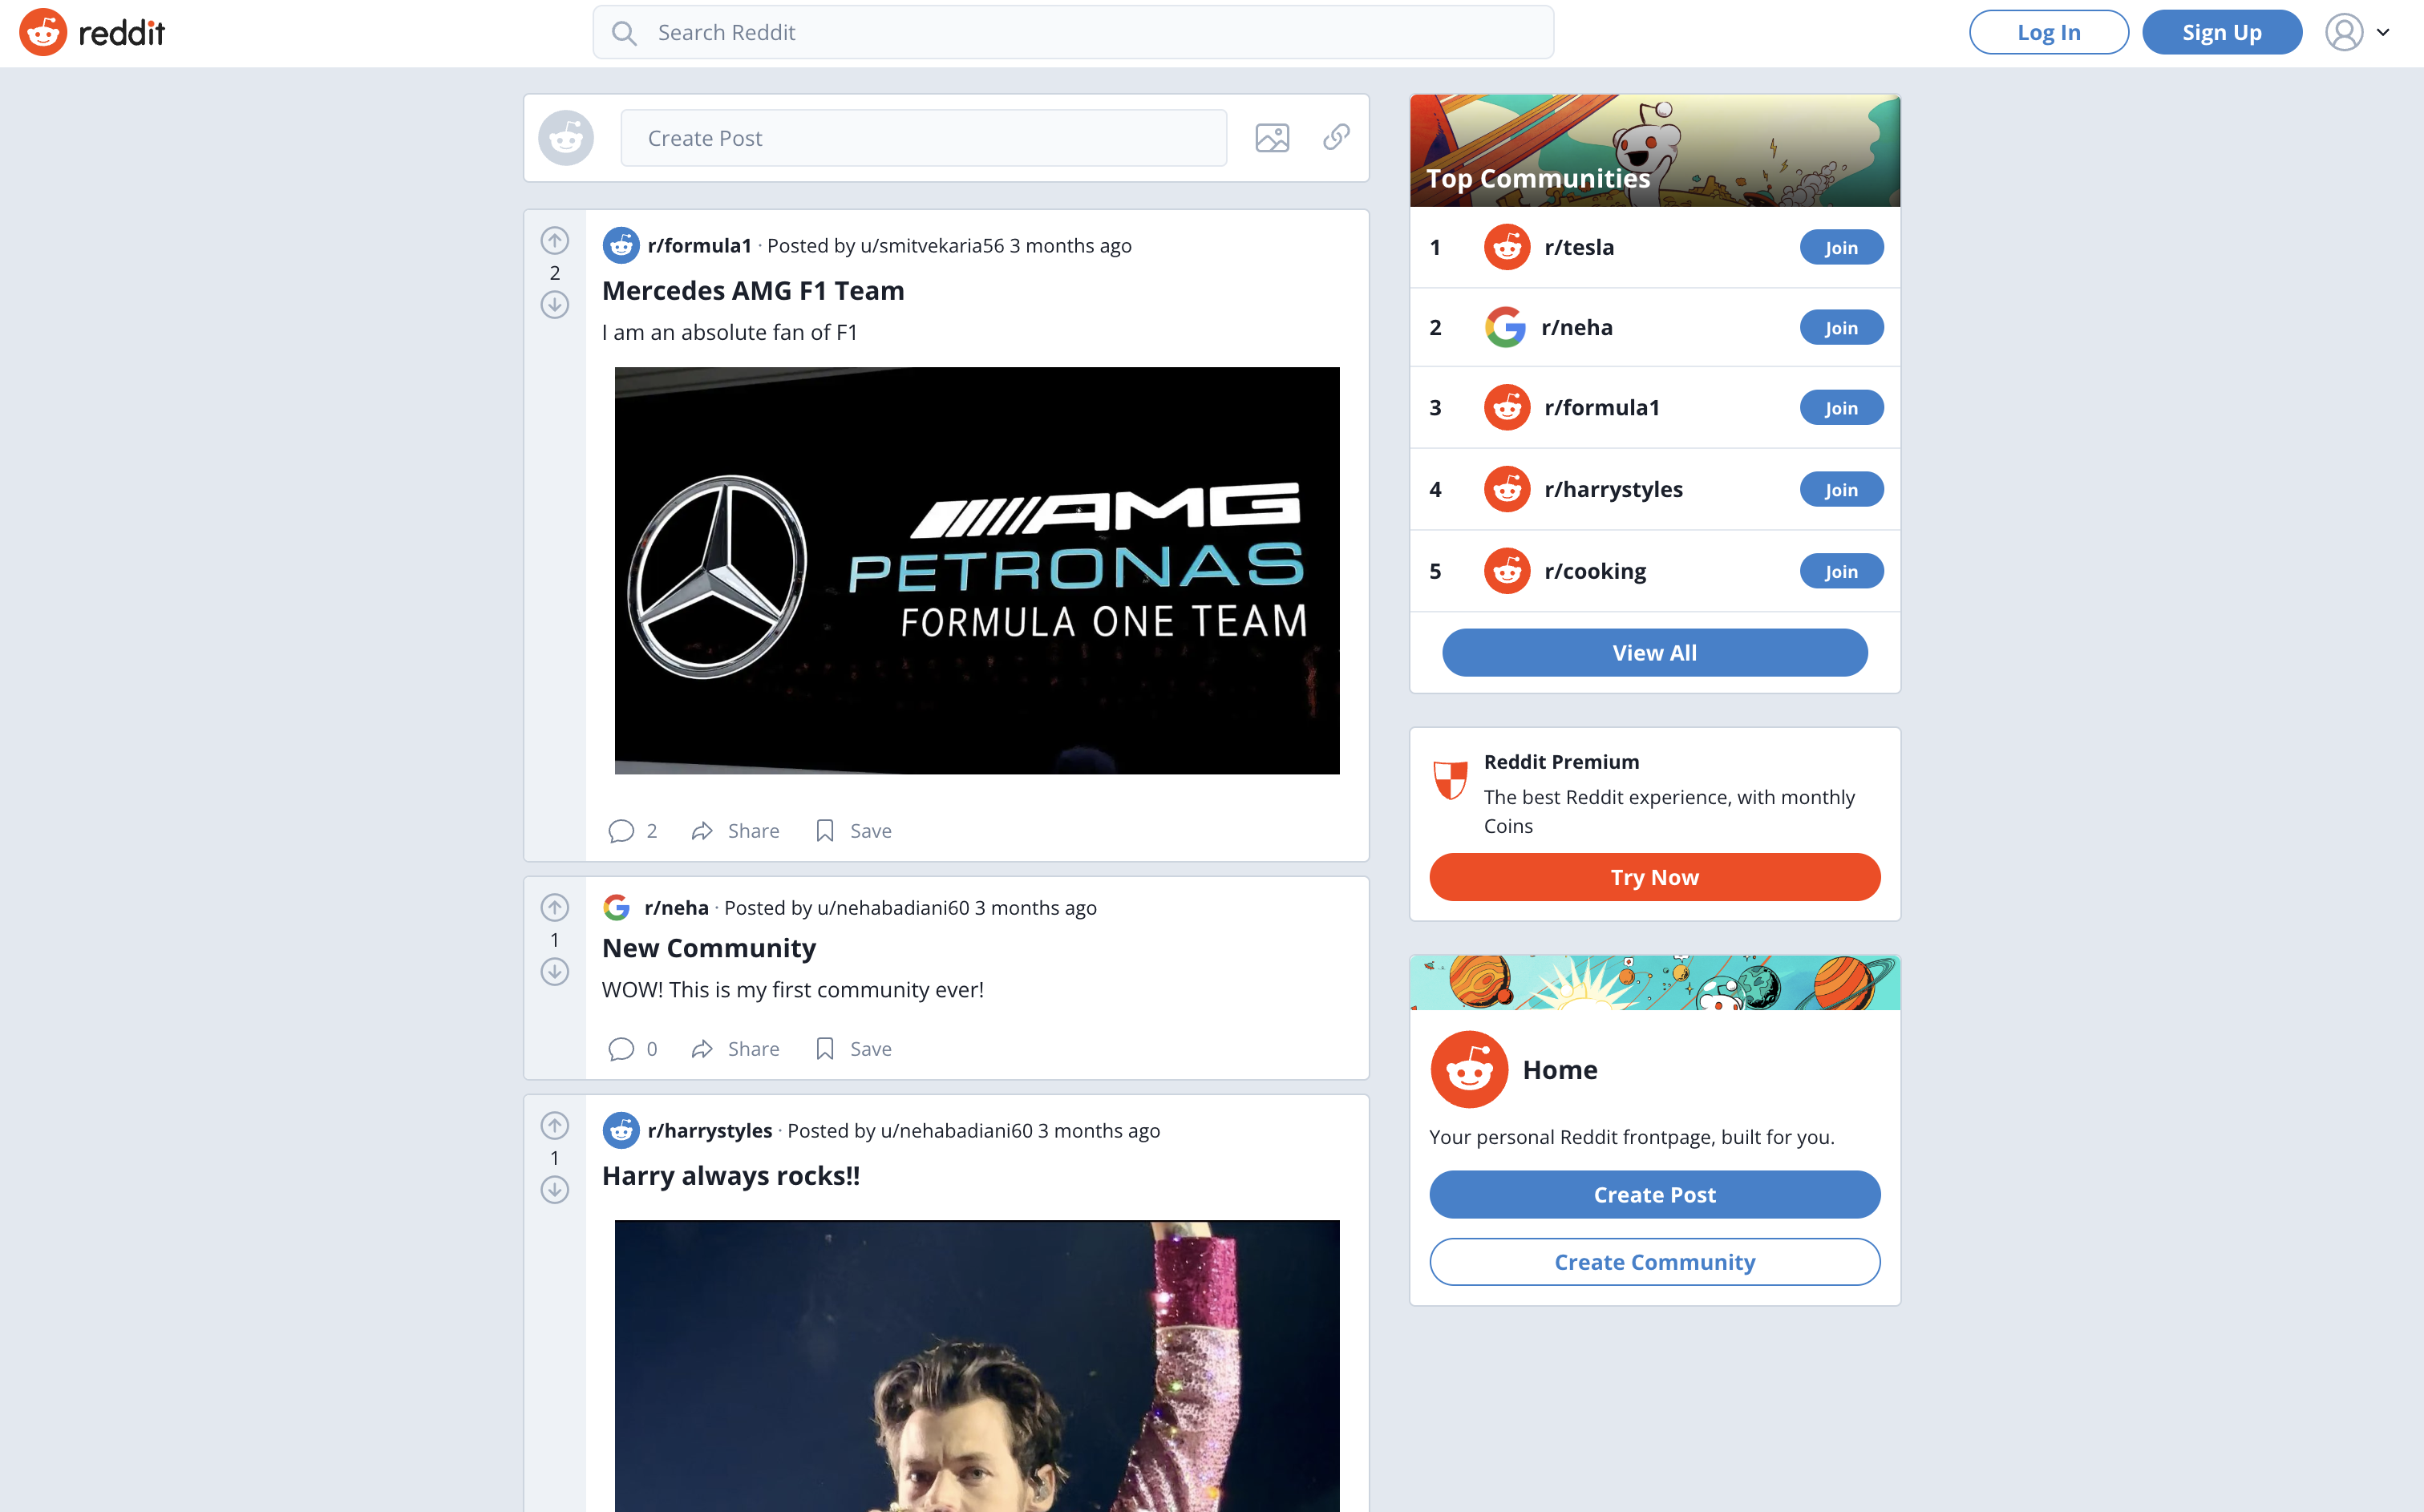 reddit
Search Reddit
Log In
Sign Up
Create Post
2
r/formula1 · Posted by u/smitvekaria56 3 months ago
Mercedes AMG F1 Team
I am an absolute fan of F1
AMG
PETRONAS
FORMULA ONE TEAM
2
Share
Save
1
r/neha · Posted by u/nehabadiani60 3 months ago
New Community
WOW! This is my first community ever!
0
Share
Save
1
r/harrystyles · Posted by u/nehabadiani60 3 months ago
Harry always rocks!!
Top Communities
1 r/tesla Join
2 r/neha Join
3 r/formula1 Join
4 r/harrystyles Join
5 r/cooking Join
View All
Reddit Premium
The best Reddit experience, with monthly
Coins
Try Now
Home
Your personal Reddit frontpage, built for you.
Create Post
Create Community